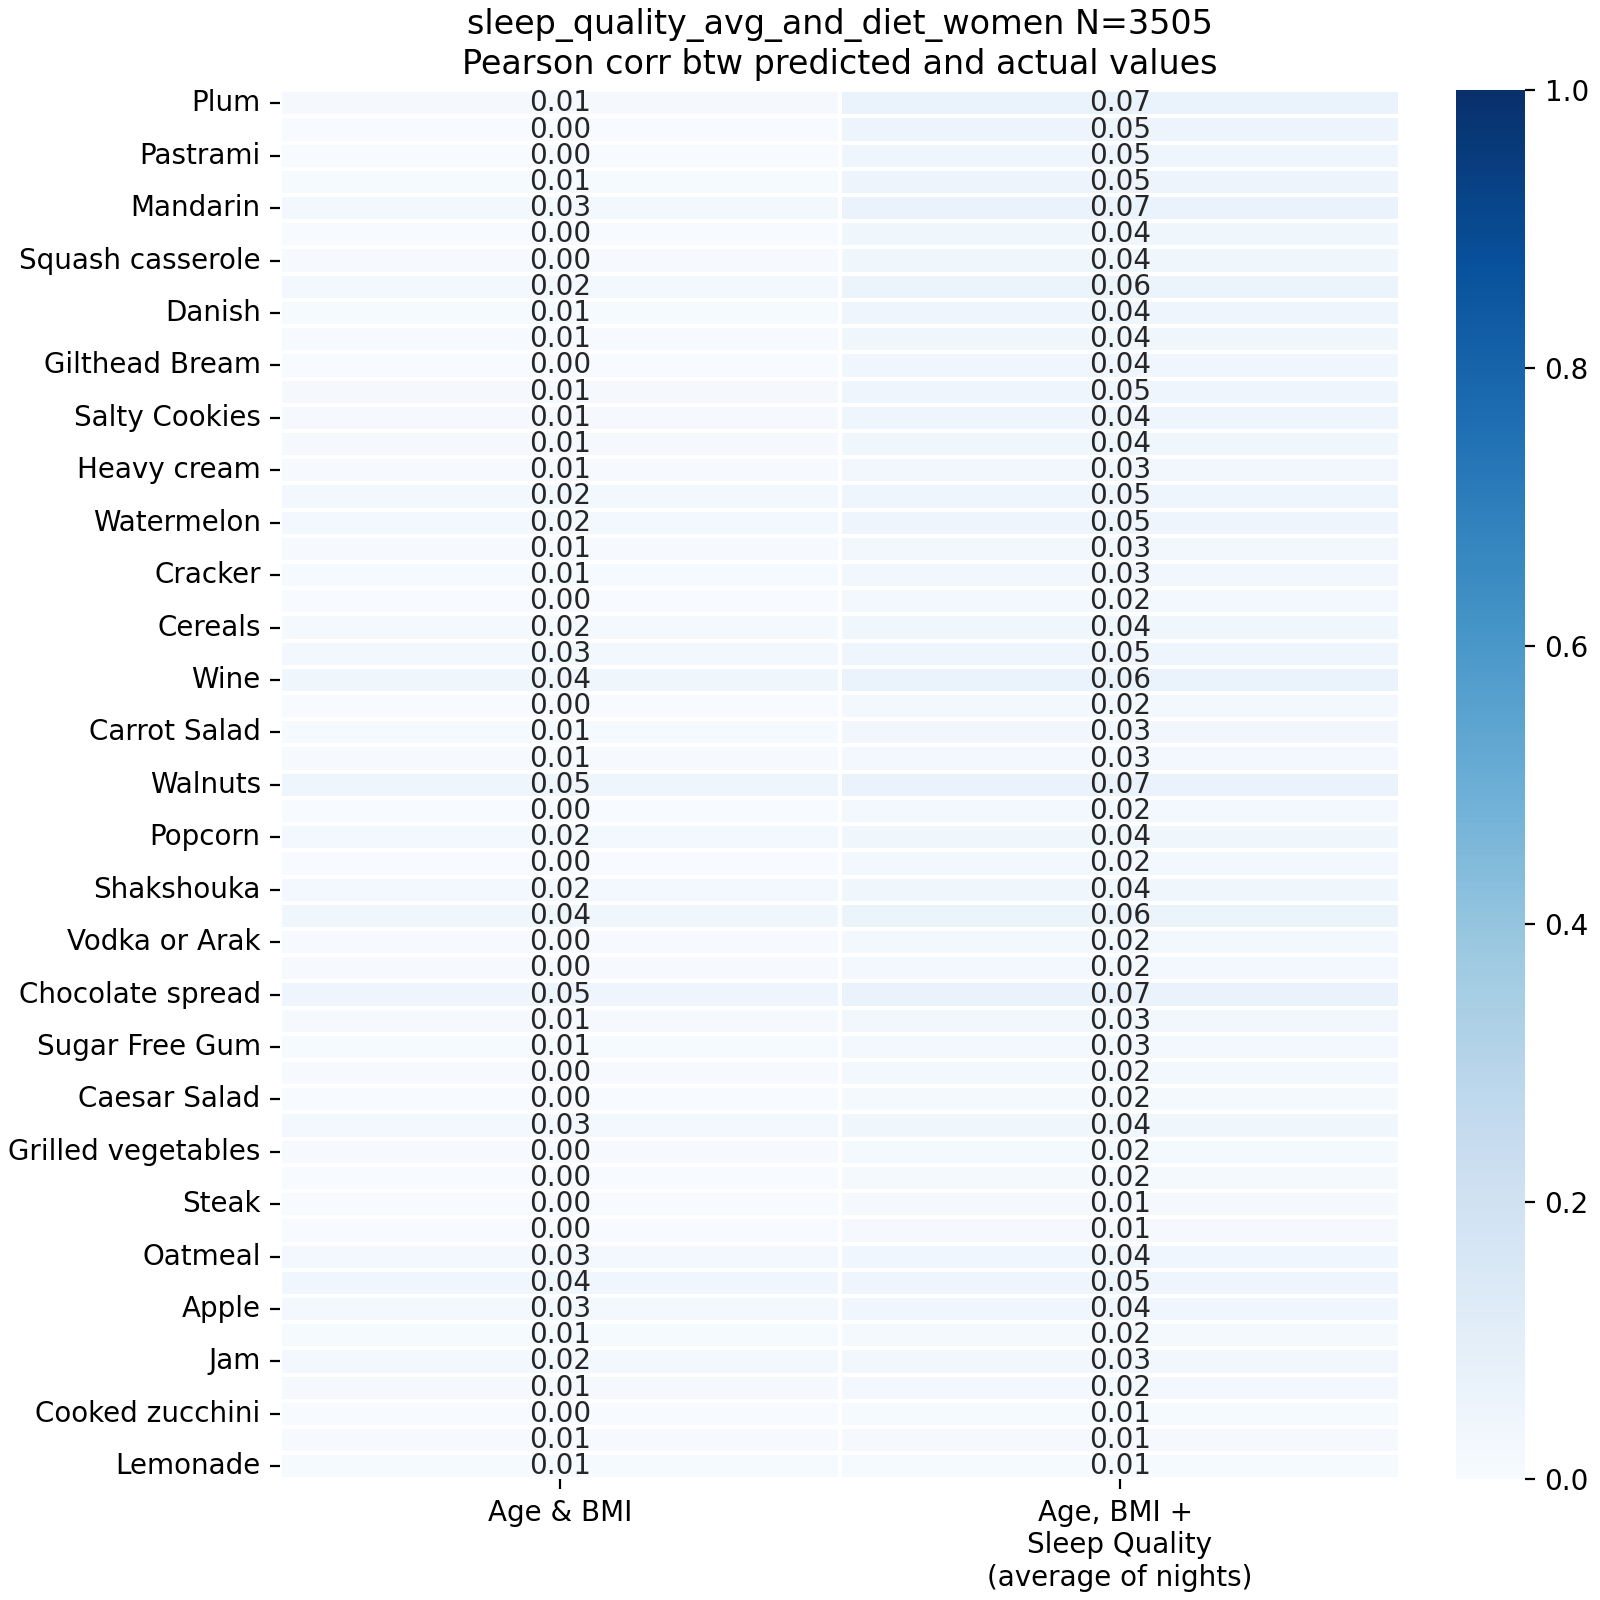 sleep_quality_avg_and_diet_women N=3505
Pearson corr btw predicted and actual values
Plum 0.01 0.07
0.00 0.05
Pastrami 0.00 0.05
0.01 0.05
Mandarin 0.03 0.07
0.00 0.04
Squash casserole 0.00 0.04
0.02 0.06
Danish 0.01 0.04
0.01 0.04
Gilthead Bream 0.00 0.04
0.01 0.05
Salty Cookies 0.01 0.04
0.01 0.04
Heavy cream 0.01 0.03
0.02 0.05
Watermelon 0.02 0.05
0.01 0.03
Cracker 0.01 0.03
0.00 0.02
Cereals 0.02 0.04
0.03 0.05
Wine 0.04 0.06
0.00 0.02
Carrot Salad 0.01 0.03
0.01 0.03
Walnuts 0.05 0.07
0.00 0.02
Popcorn 0.02 0.04
0.00 0.02
Shakshouka 0.02 0.04
0.04 0.06
Vodka or Arak 0.00 0.02
0.00 0.02
Chocolate spread 0.05 0.07
0.01 0.03
Sugar Free Gum 0.01 0.03
0.00 0.02
Caesar Salad 0.00 0.02
0.03 0.04
Grilled vegetables 0.00 0.02
0.00 0.02
Steak 0.00 0.01
0.00 0.01
Oatmeal 0.03 0.04
0.04 0.05
Apple 0.03 0.04
0.01 0.02
Jam 0.02 0.03
0.01 0.02
Cooked zucchini 0.00 0.01
0.01 0.01
Lemonade 0.01 0.01
Age & BMI
Age, BMI +
Sleep Quality
(average of nights)
1.0
0.8
0.6
0.4
0.2
0.0